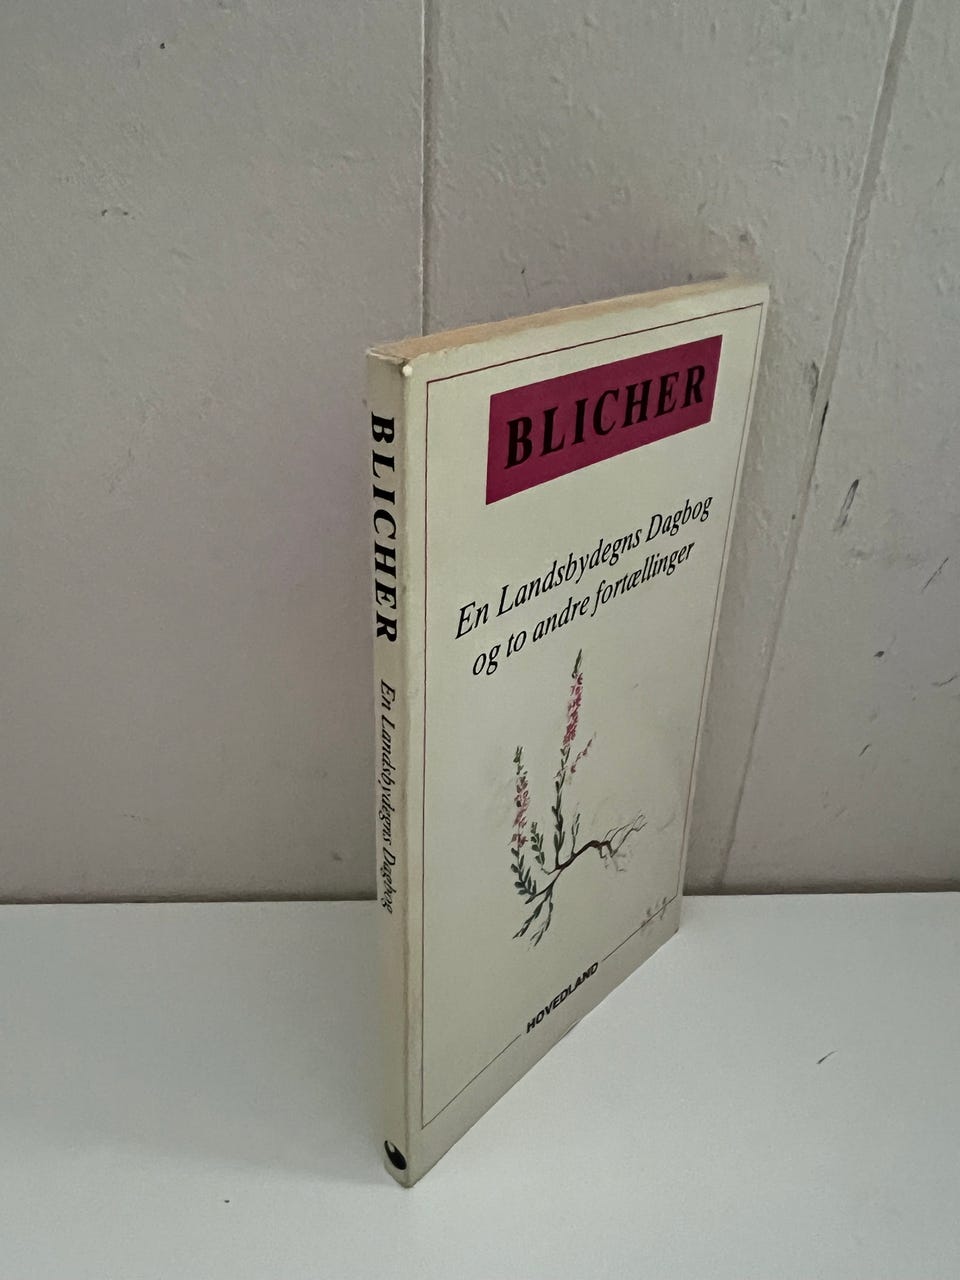 BLICHER
En Landsbydegns Dagbog
og to andre fortællinger
HOVEDLAND
BLICHER En Landsbydegns Dagbog